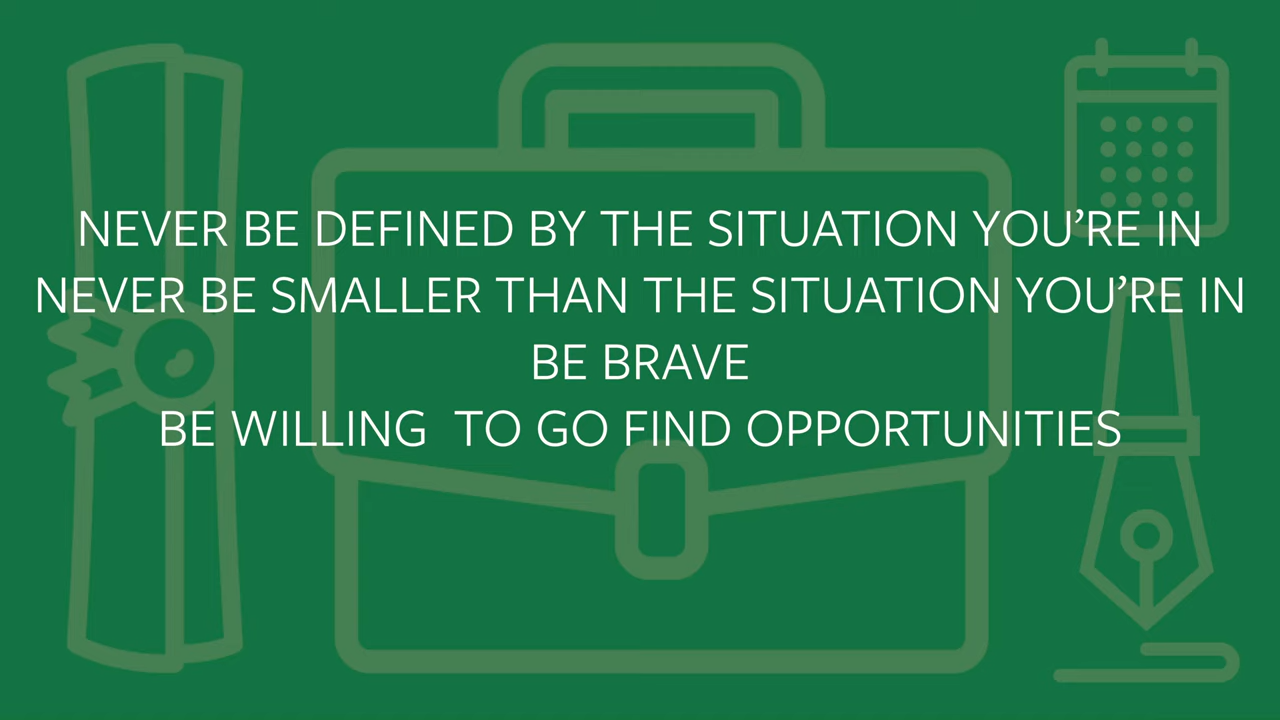 NEVER BE DEFINED BY THE SITUATION YOU’RE IN
NEVER BE SMALLER THAN THE SITUATION YOU’RE IN
BE BRAVE
BE WILLING  TO GO FIND OPPORTUNITIES